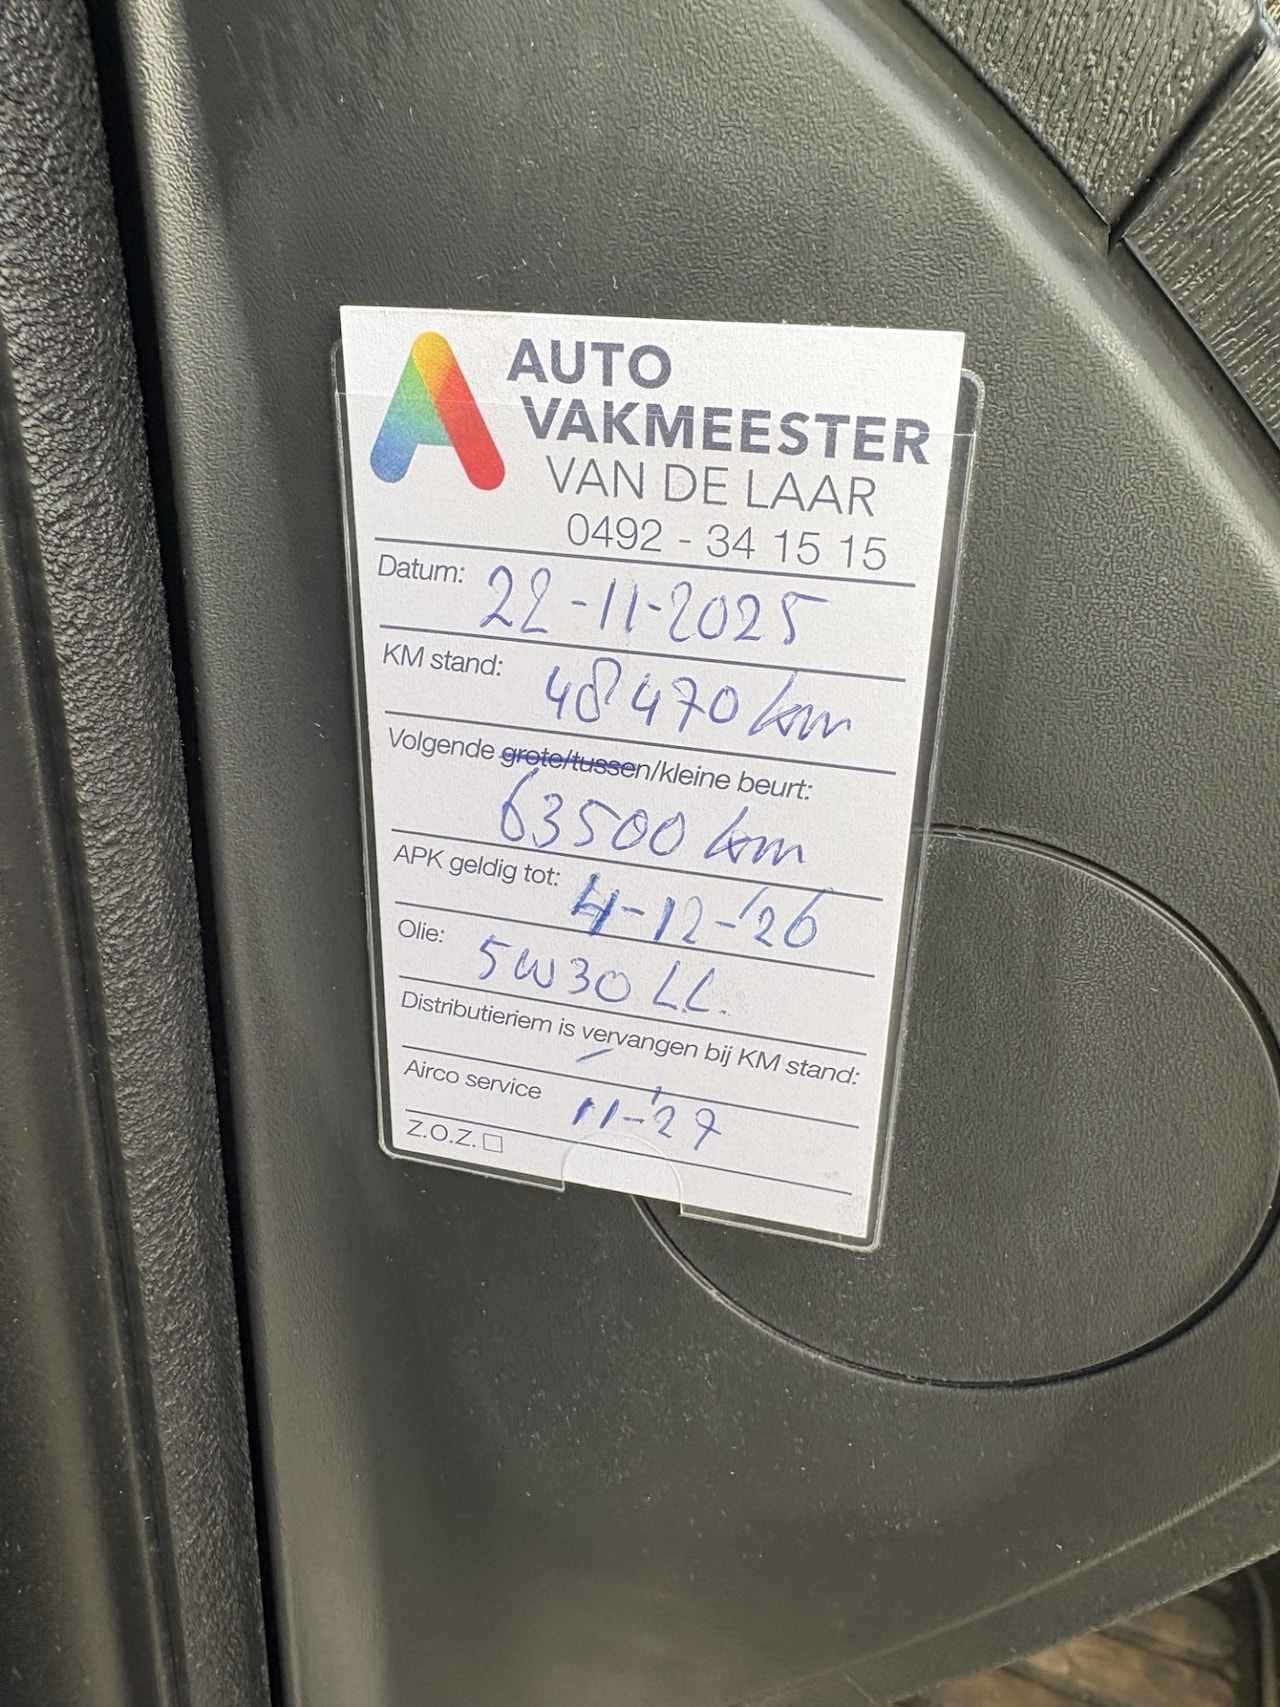 AUTO
VAKMEESTER
VAN DE LAAR
0492 - 34 15 15
Datum: 22-11-2025
KM stand: 48470 km
Volgende grote/tussen/kleine beurt:
63500 km
APK geldig tot: 4-12-'26
Olie: 5W30 LL.
Distributieriem is vervangen bij KM stand:
-
Airco service 11-'27
Z.O.Z. □